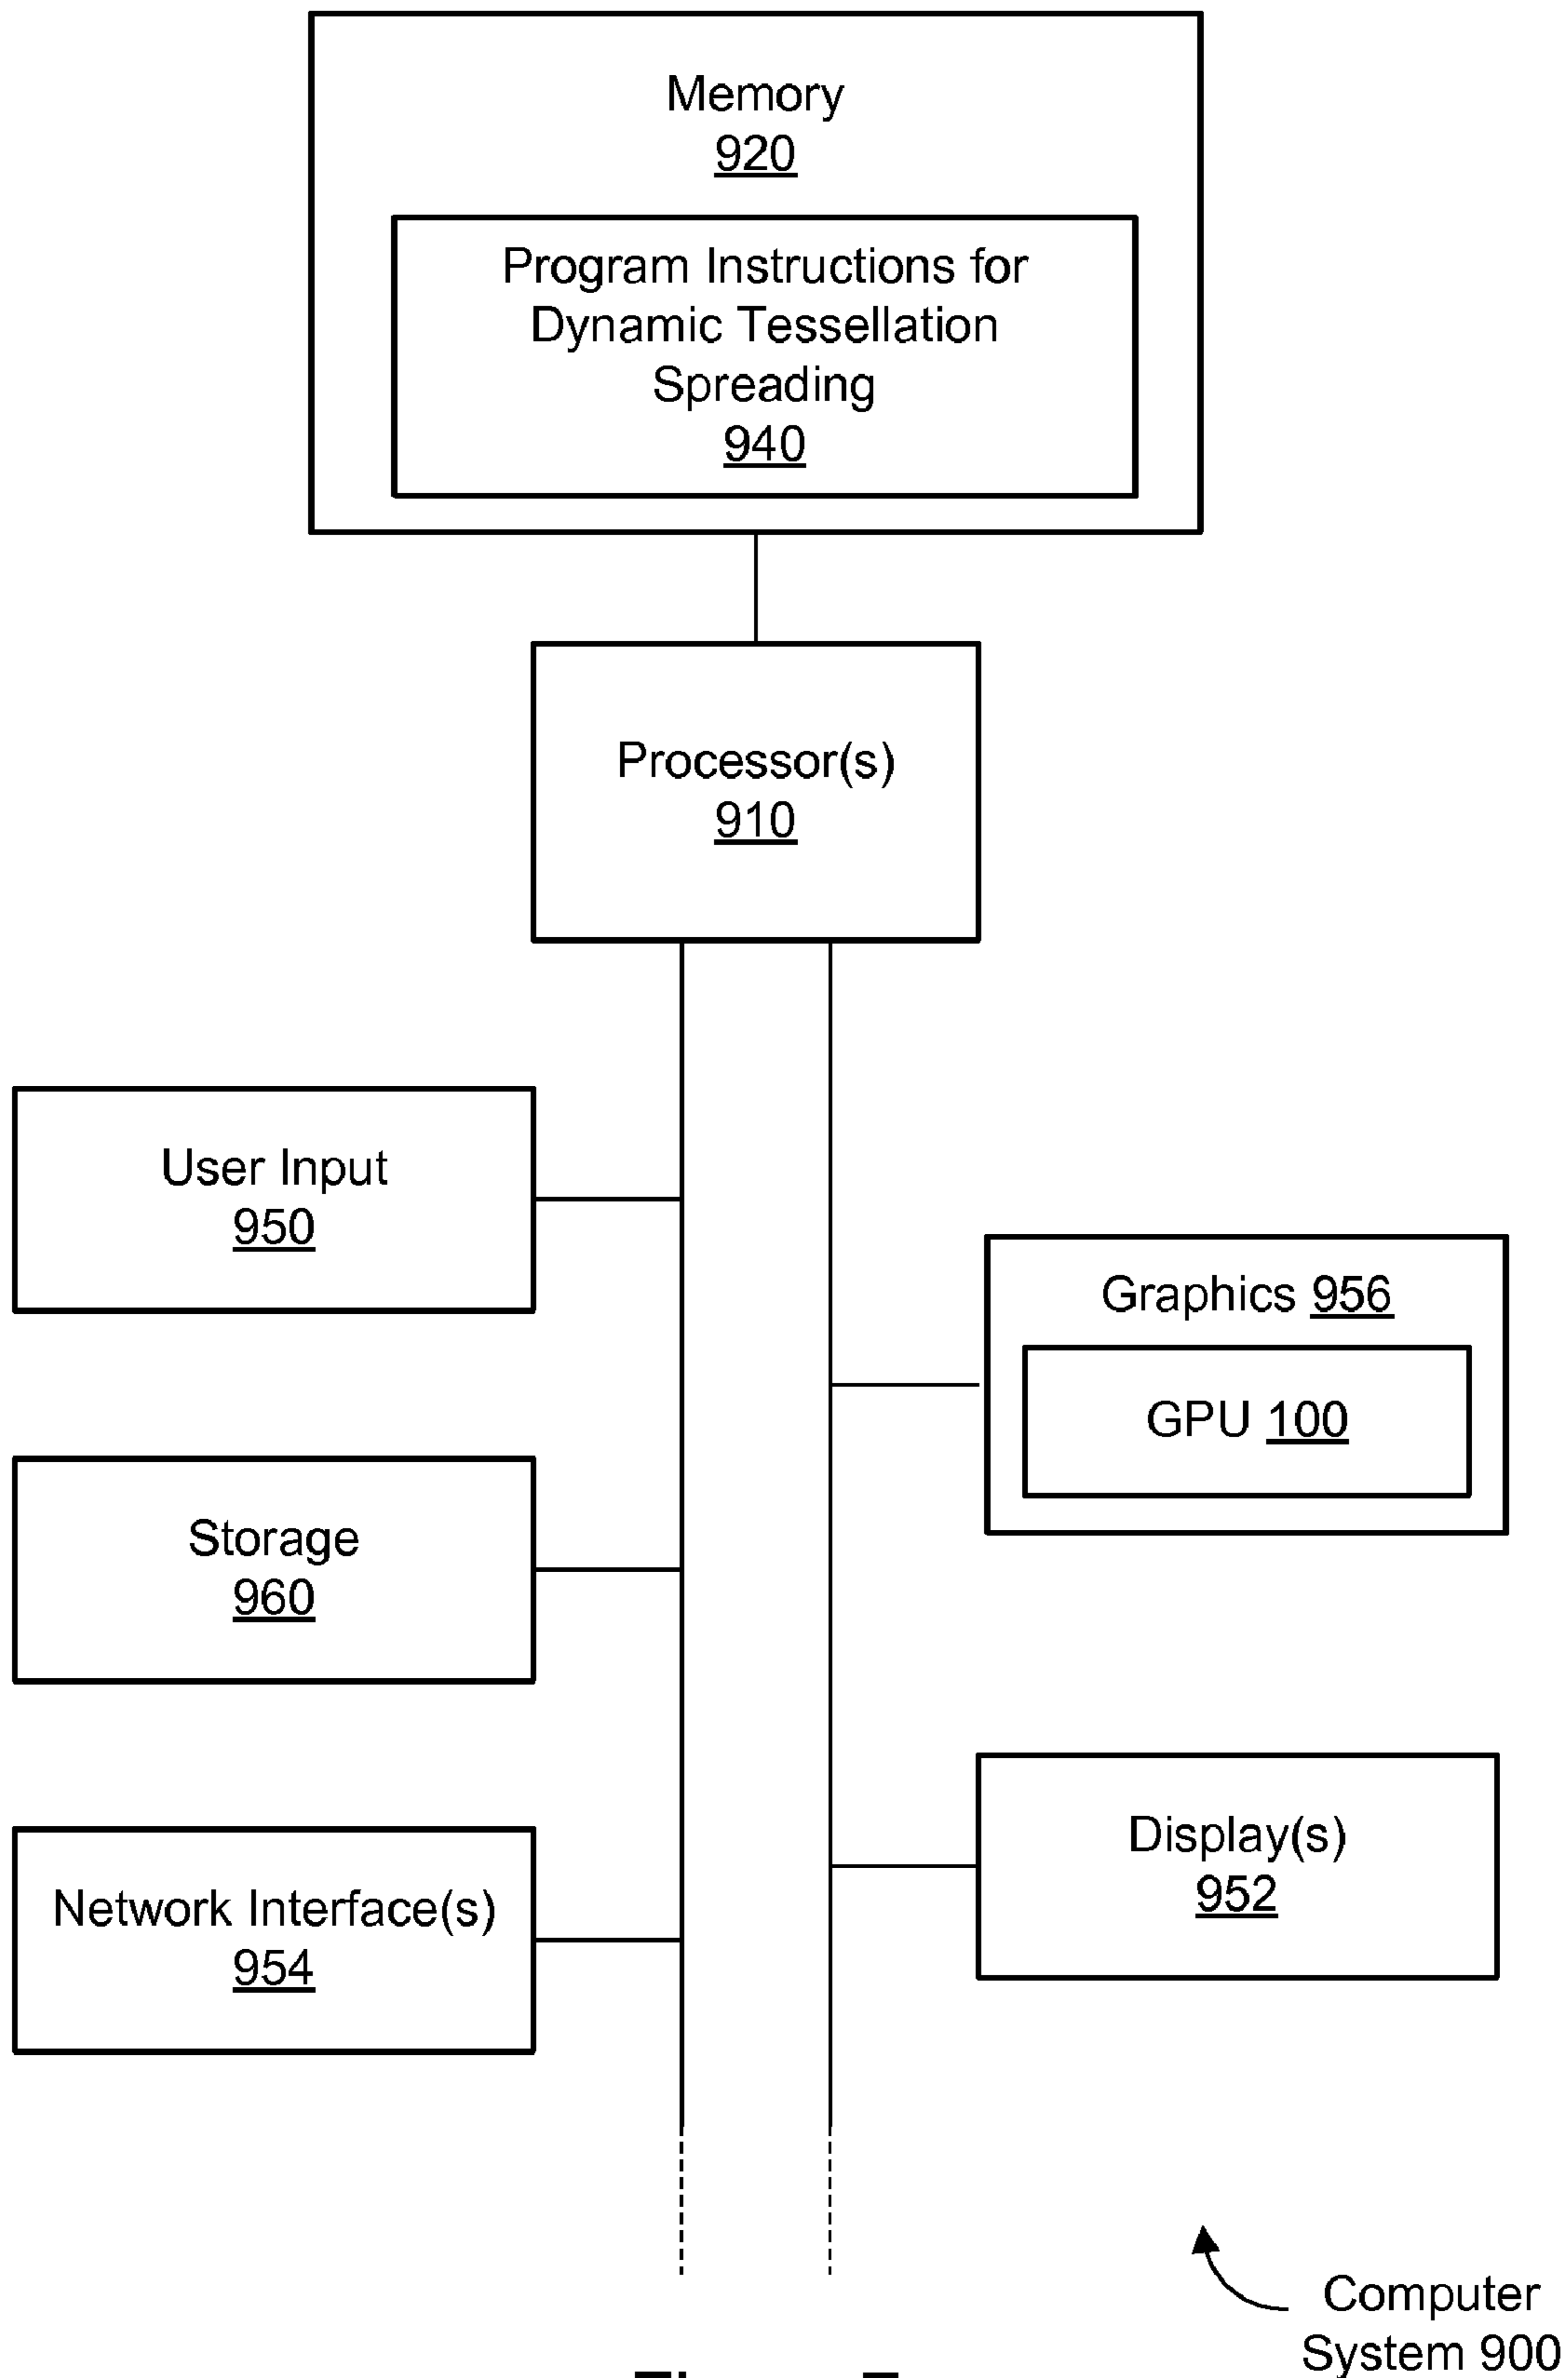 Memory
920
Program Instructions for
Dynamic Tessellation
Spreading
940
Processor(s)
910
User Input
950
Graphics 956
GPU 100
Storage
960
Display(s)
952
Network Interface(s)
954
Computer
System 900